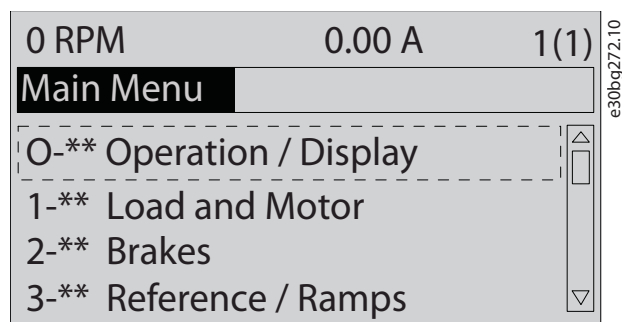 0 RPM 0.00 A 1(1)
Main Menu
O-** Operation / Display
1-** Load and Motor
2-** Brakes
3-** Reference / Ramps
e30bq272.10